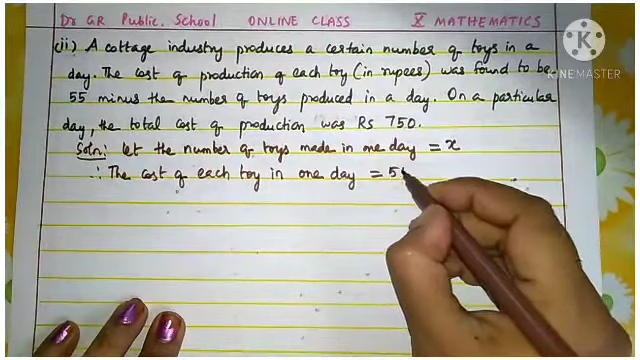 Dr GR Public. School ONLINE CLASS X MATHEMATICS
(ii) A cottage industry produces a certain number of toys in a
day. The cost of production of each toy (in rupees) was found to be
55 minus the number of toys produced in a day. On a particular
day, the total cost of production was RS 750.
Soln: let the number of toys made in one day = x
∴ The cost of each toy in one day = 55
K
KINEMASTER